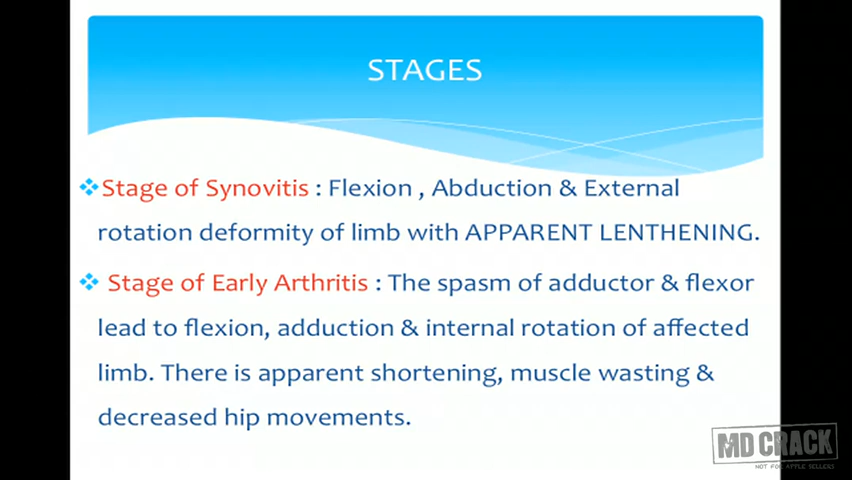 STAGES
Stage of Synovitis : Flexion , Abduction & External
rotation deformity of limb with APPARENT LENTHENING.
Stage of Early Arthritis : The spasm of adductor & flexor
lead to flexion, adduction & internal rotation of affected
limb. There is apparent shortening, muscle wasting &
decreased hip movements.
MD CRACK
NOT FOR APPLE SELLERS